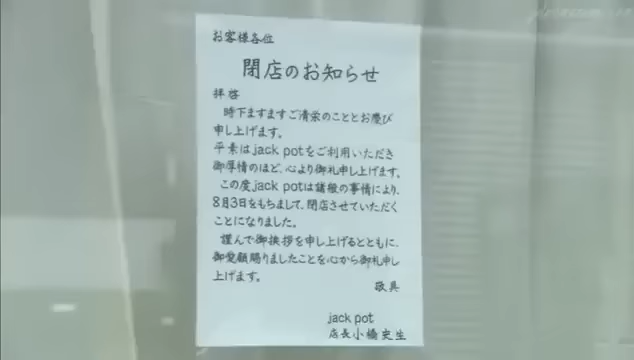 お客様各位
閉店のお知らせ
拝啓
時下ますますご清栄のこととお慶び
申し上げます。
平素はjack potをご利用いただき
御厚情のほど、心より御礼申し上げます。
この度jack potは諸般の事情により、
8月3日をもちまして、閉店させていただく
ことになりました。
謹んで御挨拶を申し上げるとともに、
御愛顧賜りましたことを心から御礼申し
上げます。
敬具
jack pot
店長小橋史生